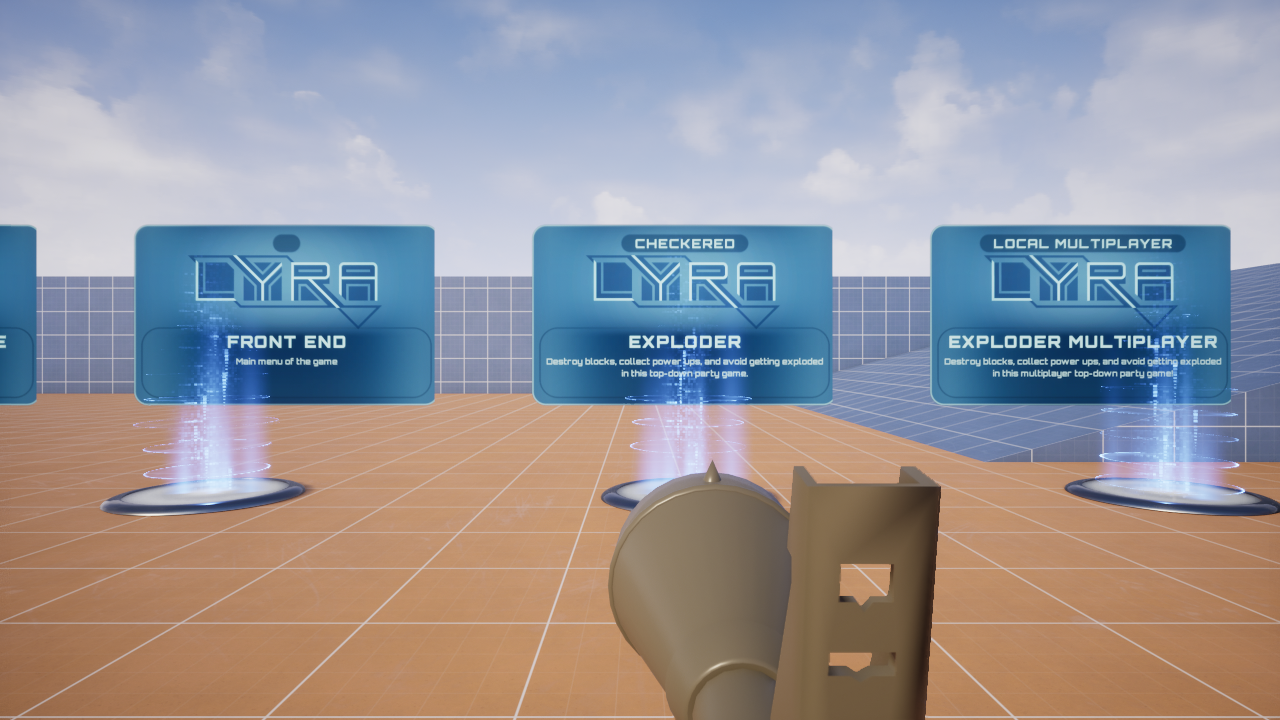 E
LYRA
FRONT END
Main menu of the game
CHECKERED
LYRA
EXPLODER
Destroy blocks, collect power ups, and avoid getting exploded
in this top-down party game.
LOCAL MULTIPLAYER
LYRA
EXPLODER MULTIPLAYER
Destroy blocks, collect power ups, and avoid getting exploded
in this multiplayer top-down party game!